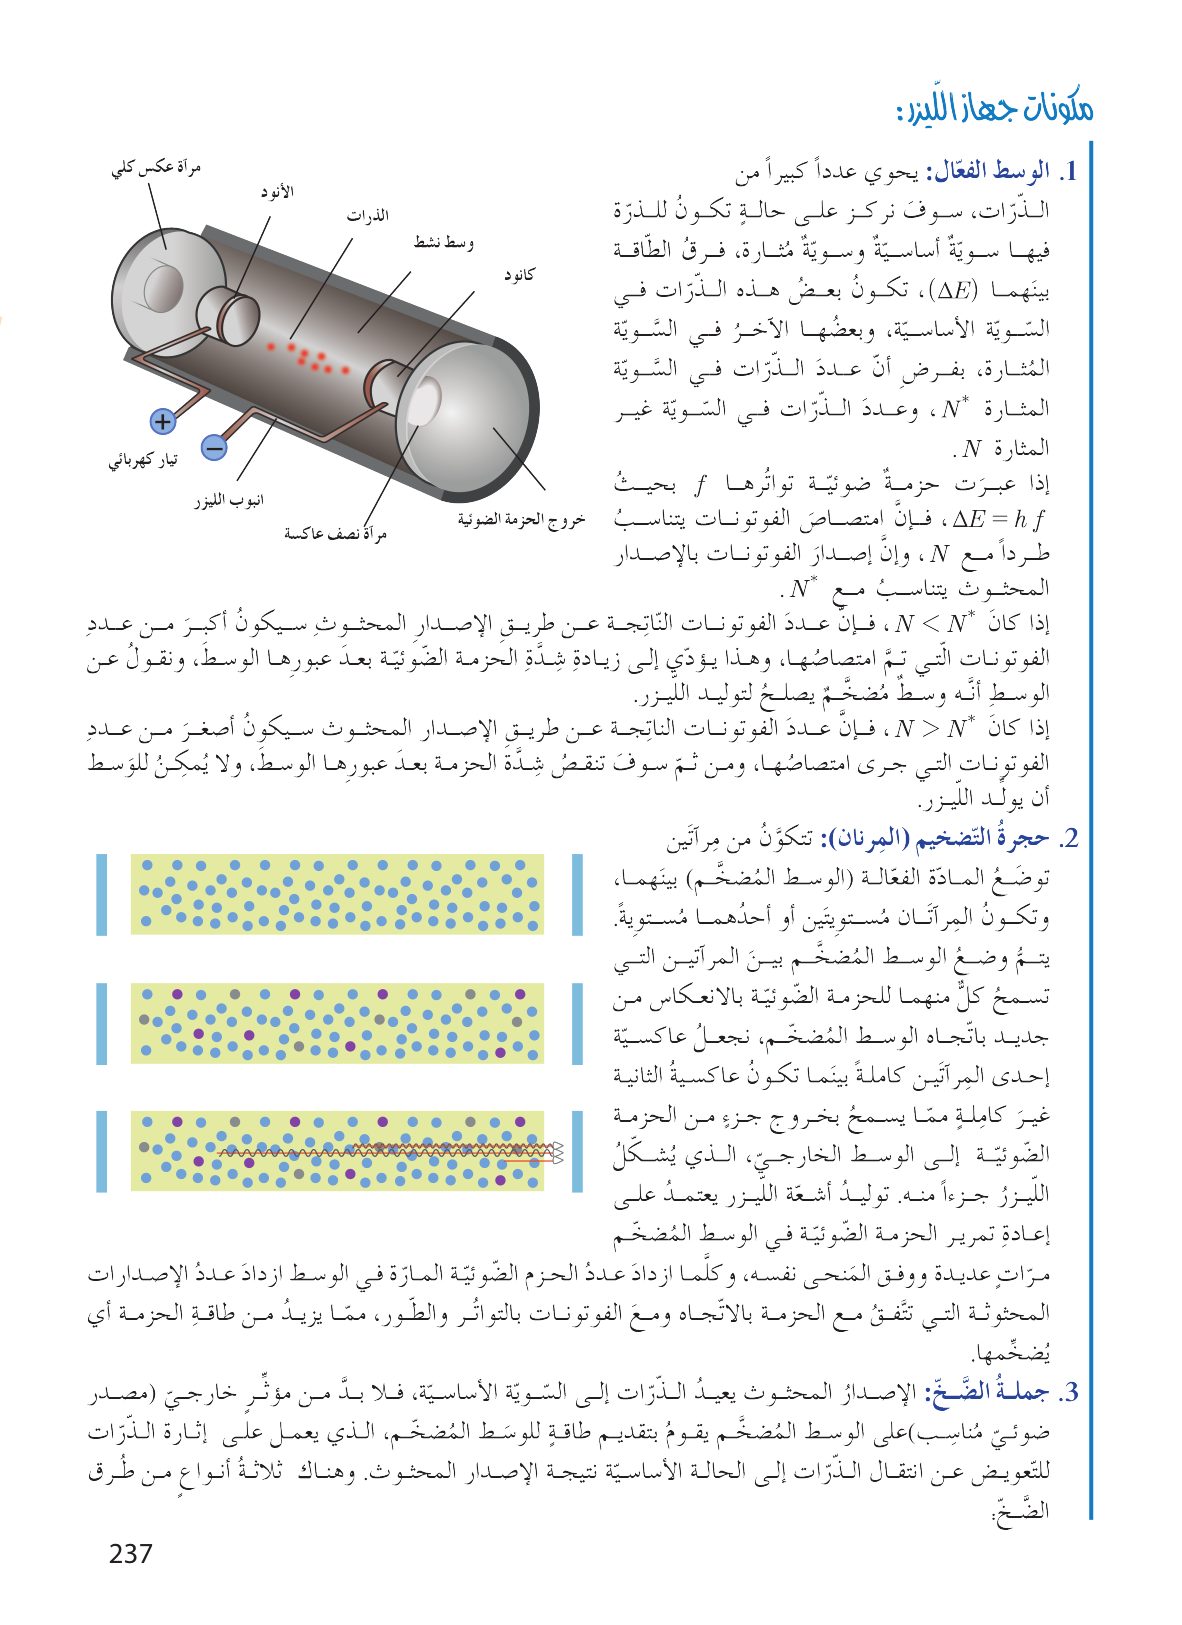 مكونات جهاز اللّيزر:
1. الوسط الفعّال: يحوي عدداً كبيراً من
الذّرّات، سوفَ نركز على حالةٍ تكونُ للذرّة
فيها سويّةٌ أساسيّةٌ وسويّةٌ مُثارة، فرقُ الطّاقة
بينَهما (ΔE)، تكونُ بعضُ هذه الذّرّات في
السّويّة الأساسيّة، وبعضُها الآخرُ في السَّويّة
المُثارة، بفرضِ أنّ عددَ الذّرّات في السَّويّة
المثارة N*، وعددَ الذّرّات في السّويّة غير
المثارة N.
إذا عبرَت حزمةٌ ضوئيّة تواتُرها f بحيثُ
ΔE = h f، فإنَّ امتصاصَ الفوتونات يتناسبُ
طرداً مع N، وإنَّ إصدارَ الفوتونات بالإصدار
المحثوث يتناسبُ مع N*.
إذا كانَ N < N*، فإنّ عددَ الفوتونات النّاتِجة عن طريقِ الإصدارِ المحثوثِ سيكونُ أكبرَ من عددِ
الفوتونات الّتي تمَّ امتصاصُها، وهذا يؤدّي إلى زيادةِ شِدَّةِ الحزمة الضّوئيّة بعدَ عبورِها الوسطَ، ونقولُ عن
الوسطِ أنَّه وسطٌ مُضخَّمٌ يصلحُ لتوليد اللّيزر.
إذا كانَ N > N*، فإنَّ عددَ الفوتونات الناتِجة عن طريقِ الإصدار المحثوث سيكونُ أصغرَ من عددِ
الفوتونات التي جرى امتصاصُها، ومن ثمّ سوفَ تنقصُ شِدَّة الحزمة بعدَ عبورِها الوسطَ، ولا يُمكِنُ للوَسط
أن يولِّد اللّيزر.
2. حجرةُ التّضخيم (المِرنان): تتكوَّنُ من مِرآتَين
توضَعُ المادّة الفعّالة (الوسط المُضخَّم) بينَهما،
وتكونُ المِرآتَان مُستويتَين أو أحدُهما مُستويةً.
يتمُّ وضعُ الوسط المُضخَّم بينَ المرآتين التي
تسمحُ كلٌّ منهما للحزمة الضّوئيّة بالانعكاس من
جديد باتّجاه الوسط المُضخّم، نجعلُ عاكسيّة
إحدى المِرآتَين كاملةً بينَما تكونُ عاكسيةُ الثانية
غيرَ كامِلةٍ ممّا يسمحُ بخروج جزءٍ من الحزمة
الضّوئيّة إلى الوسط الخارجيّ، الذي يُشكّلُ
اللّيزرُ جزءاً منه. توليدُ أشعّة اللّيزر يعتمدُ على
إعادةِ تمرير الحزمة الضّوئيّة في الوسط المُضخّم
مرّاتٍ عديدة ووفق المَنحى نفسه، وكلَّما ازدادَ عددُ الحزم الضّوئيّة المارّة في الوسط ازدادَ عددُ الإصدارات
المحثوثة التي تتَّفقُ مع الحزمة بالاتّجاه ومعَ الفوتونات بالتواتُر والطّور، ممّا يزيدُ من طاقةِ الحزمة أي
يُضخِّمها.
3. جملةُ الضَّخّ: الإصدارُ المحثوث يعيدُ الذّرّات إلى السّويّة الأساسيّة، فلا بدَّ من مؤثِّرٍ خارجيّ (مصدر
ضوئيّ مُناسِب)على الوسط المُضخَّم يقومُ بتقديم طاقةٍ للوسَط المُضخّم، الذي يعمل على إثارة الذّرّات
للتّعويض عن انتقال الذّرّات إلى الحالة الأساسيّة نتيجة الإصدار المحثوث. وهناك ثلاثةُ أنواعٍ من طُرق
الضَّخّ:
مرآة عكس كلي
الأنود
الذرات
وسط نشط
كاثود
+
−
تيار كهربائي
انبوب الليزر
مرآة نصف عاكسة
خروج الحزمة الضوئية
237